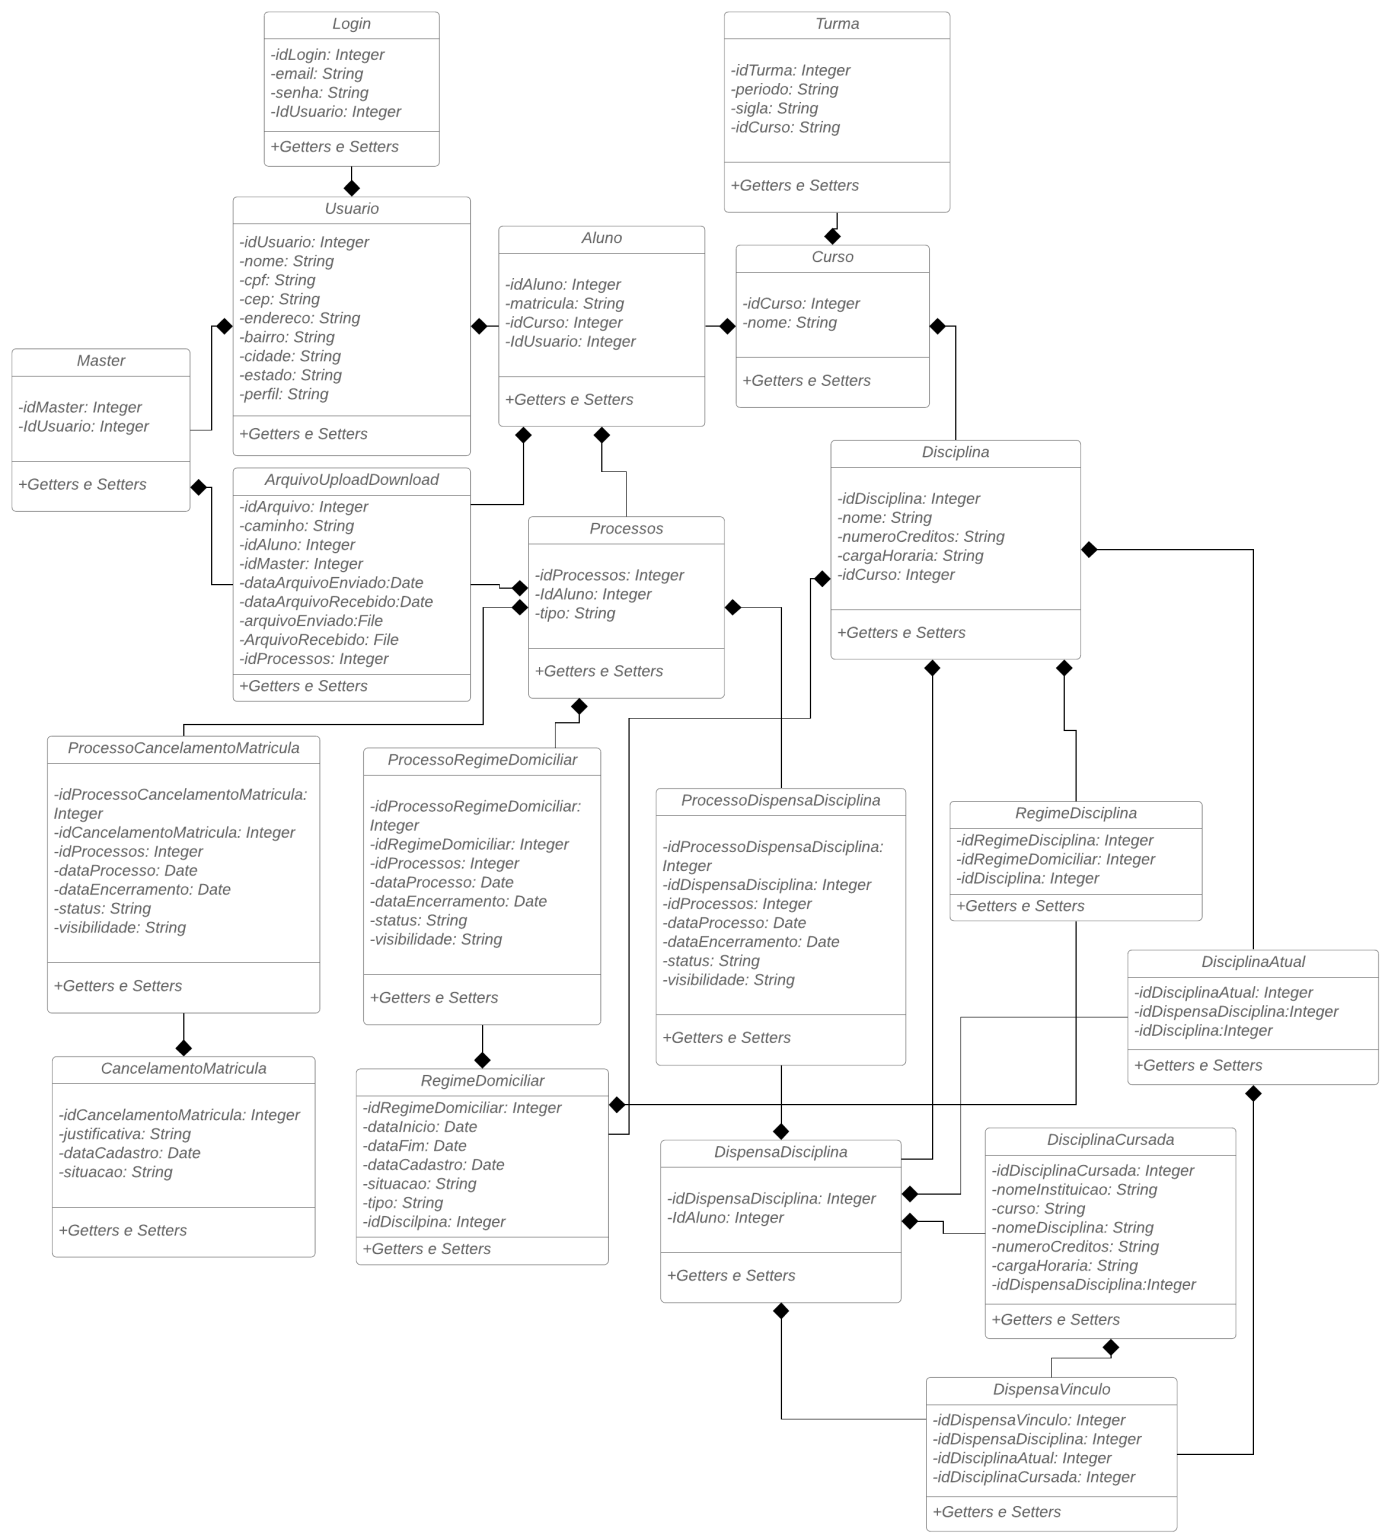 Login
-idLogin: Integer
-email: String
-senha: String
-IdUsuario: Integer
+Getters e Setters
Turma
-idTurma: Integer
-periodo: String
-sigla: String
-idCurso: String
+Getters e Setters
Usuario
-idUsuario: Integer
-nome: String
-cpf: String
-cep: String
-endereco: String
-bairro: String
-cidade: String
-estado: String
-perfil: String
+Getters e Setters
Aluno
-idAluno: Integer
-matricula: String
-idCurso: Integer
-IdUsuario: Integer
+Getters e Setters
Curso
-idCurso: Integer
-nome: String
+Getters e Setters
Master
-idMaster: Integer
-IdUsuario: Integer
+Getters e Setters
ArquivoUploadDownload
-idArquivo: Integer
-caminho: String
-idAluno: Integer
-idMaster: Integer
-dataArquivoEnviado:Date
-dataArquivoRecebido:Date
-arquivoEnviado:File
-ArquivoRecebido: File
-idProcessos: Integer
+Getters e Setters
Processos
-idProcessos: Integer
-IdAluno: Integer
-tipo: String
+Getters e Setters
Disciplina
-idDisciplina: Integer
-nome: String
-numeroCreditos: String
-cargaHoraria: String
-idCurso: Integer
+Getters e Setters
ProcessoCancelamentoMatricula
-idProcessoCancelamentoMatricula:
Integer
-idCancelamentoMatricula: Integer
-idProcessos: Integer
-dataProcesso: Date
-dataEncerramento: Date
-status: String
-visibilidade: String
+Getters e Setters
ProcessoRegimeDomiciliar
-idProcessoRegimeDomiciliar:
Integer
-idRegimeDomiciliar: Integer
-idProcessos: Integer
-dataProcesso: Date
-dataEncerramento: Date
-status: String
-visibilidade: String
+Getters e Setters
ProcessoDispensaDisciplina
-idProcessoDispensaDisciplina:
Integer
-idDispensaDisciplina: Integer
-idProcessos: Integer
-dataProcesso: Date
-dataEncerramento: Date
-status: String
-visibilidade: String
+Getters e Setters
RegimeDisciplina
-idRegimeDisciplina: Integer
-idRegimeDomiciliar: Integer
-idDisciplina: Integer
+Getters e Setters
DisciplinaAtual
-idDisciplinaAtual: Integer
-idDispensaDisciplina:Integer
-idDisciplina:Integer
+Getters e Setters
CancelamentoMatricula
-idCancelamentoMatricula: Integer
-justificativa: String
-dataCadastro: Date
-situacao: String
+Getters e Setters
RegimeDomiciliar
-idRegimeDomiciliar: Integer
-dataInicio: Date
-dataFim: Date
-dataCadastro: Date
-situacao: String
-tipo: String
-idDiscilpina: Integer
+Getters e Setters
DispensaDisciplina
-idDispensaDisciplina: Integer
-IdAluno: Integer
+Getters e Setters
DisciplinaCursada
-idDisciplinaCursada: Integer
-nomeInstituicao: String
-curso: String
-nomeDisciplina: String
-numeroCreditos: String
-cargaHoraria: String
-idDispensaDisciplina:Integer
+Getters e Setters
DispensaVinculo
-idDispensaVinculo: Integer
-idDispensaDisciplina: Integer
-idDisciplinaAtual: Integer
-idDisciplinaCursada: Integer
+Getters e Setters